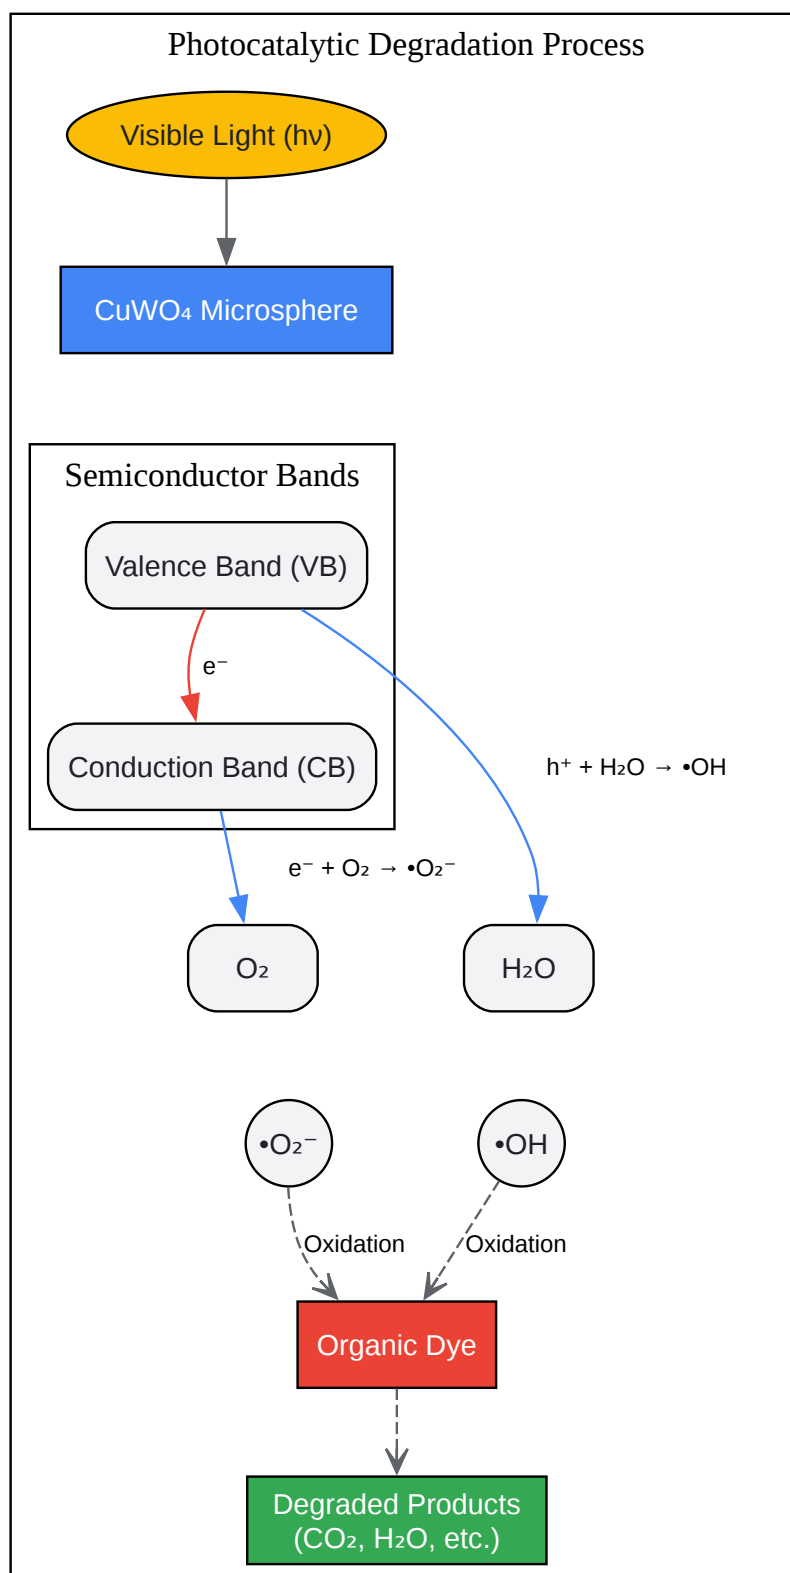 Photocatalytic Degradation Process
Visible Light (hν)
CuWO₄ Microsphere
Semiconductor Bands
Valence Band (VB)
e⁻
Conduction Band (CB)
h⁺ + H₂O → •OH
e⁻ + O₂ → •O₂⁻
O₂
H₂O
•O₂⁻
•OH
Oxidation
Oxidation
Organic Dye
Degraded Products
(CO₂, H₂O, etc.)